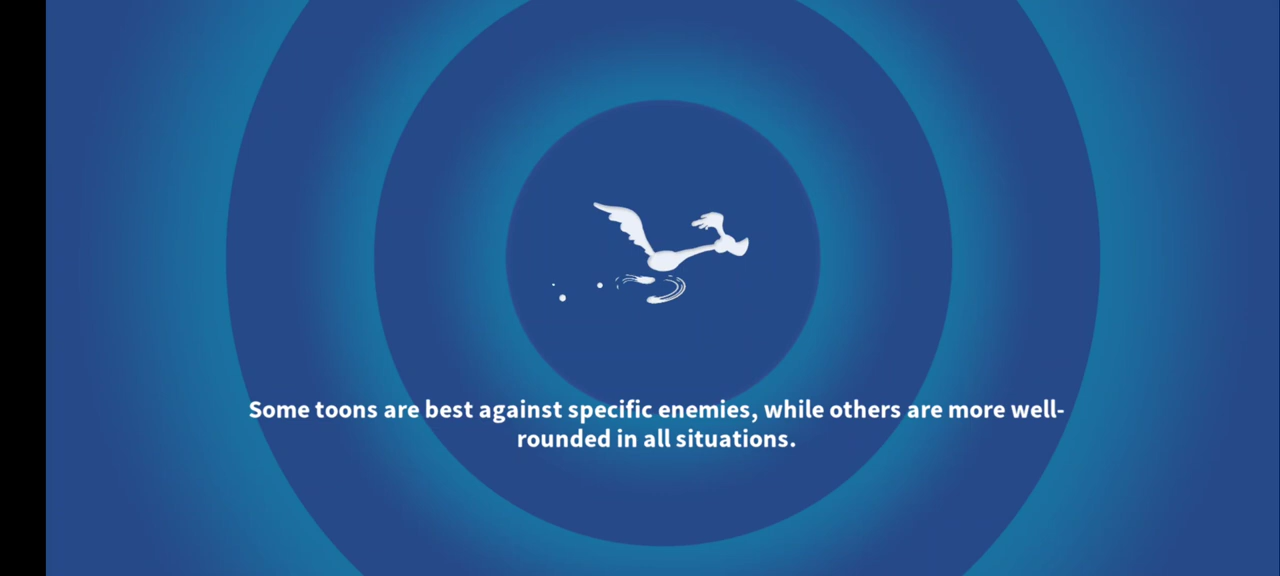 Some toons are best against specific enemies, while others are more well-
rounded in all situations.